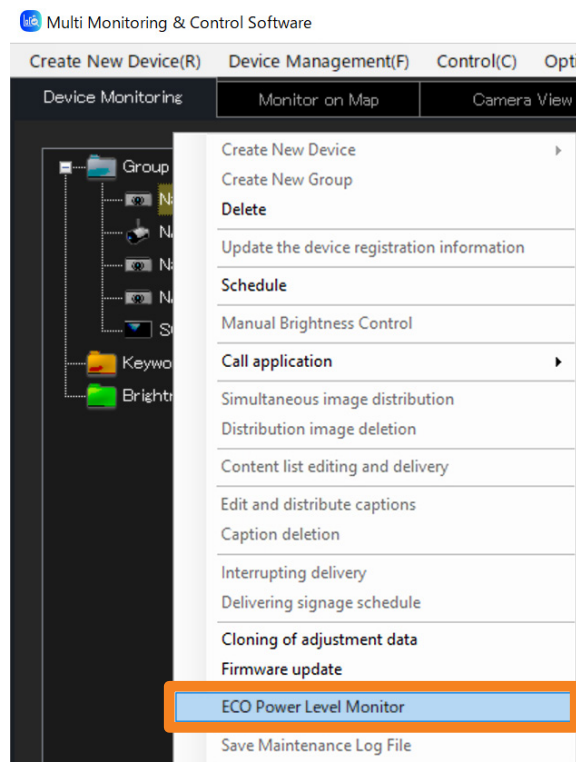 Multi Monitoring & Control Software
Create New Device(R) Device Management(F) Control(C)
Device Monitoring Monitor on Map Camera View
Group
Create New Device
Create New Group
Delete
Update the device registration information
Schedule
Manual Brightness Control
Call application
Simultaneous image distribution
Distribution image deletion
Content list editing and delivery
Edit and distribute captions
Caption deletion
Interrupting delivery
Delivering signage schedule
Cloning of adjustment data
Firmware update
ECO Power Level Monitor
Save Maintenance Log File